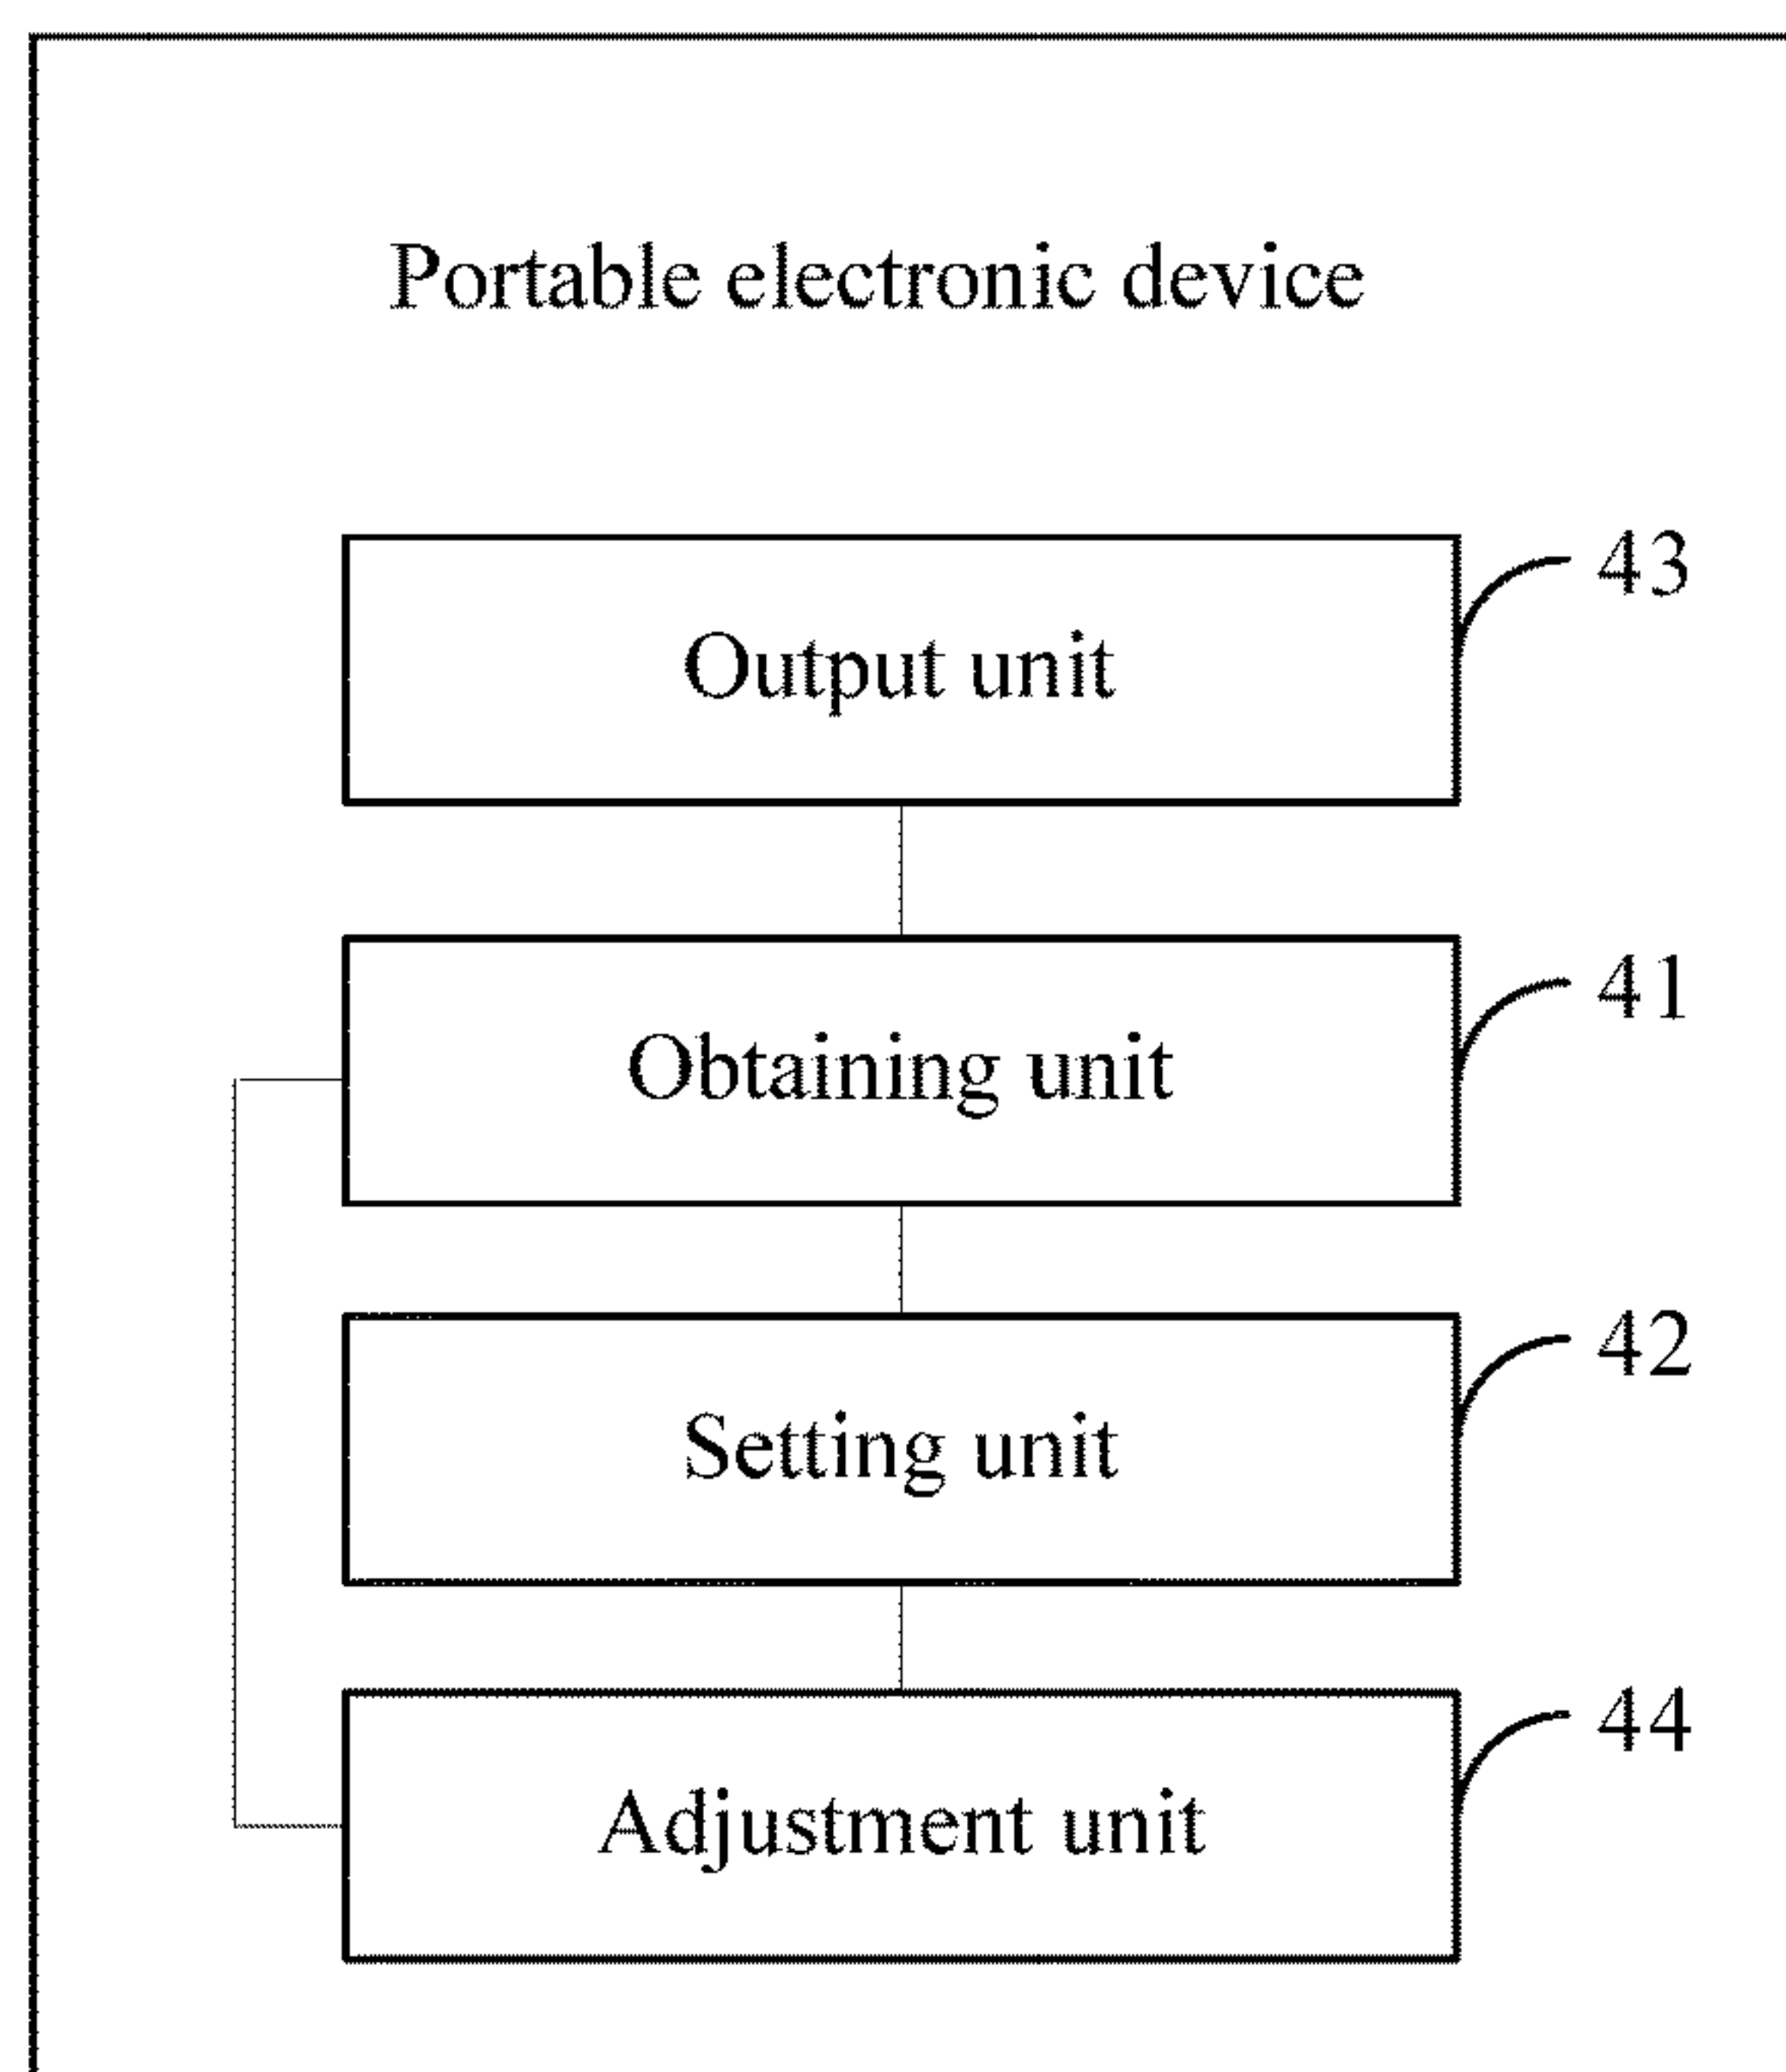 Portable electronic device
Output unit
43
Obtaining unit
41
Setting unit
42
Adjustment unit
44